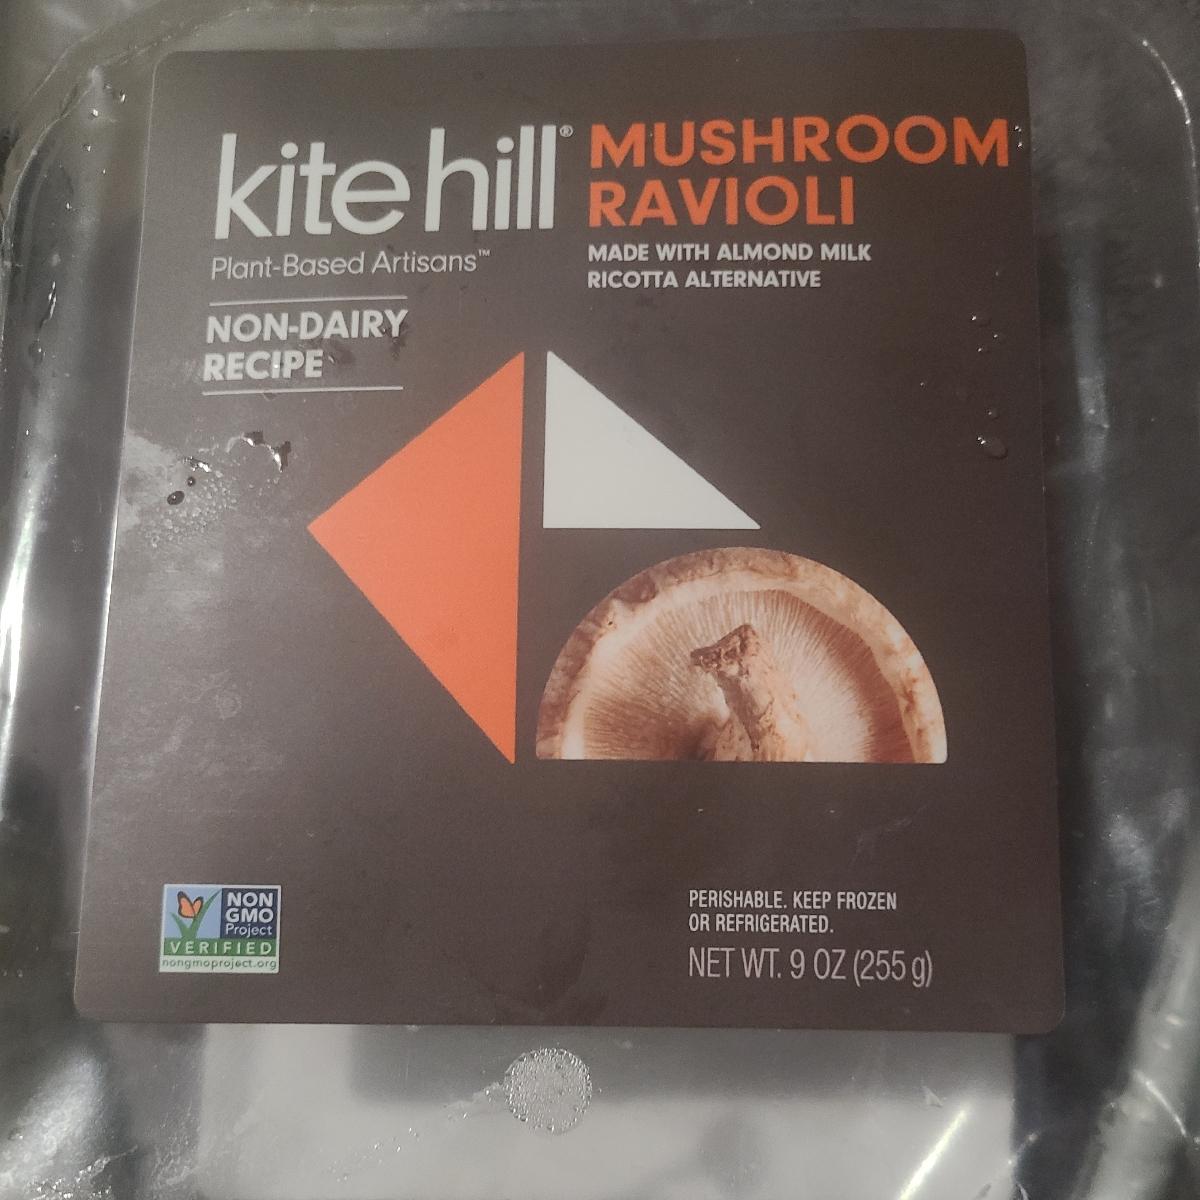 kite hill®
Plant-Based Artisans™
NON-DAIRY
RECIPE
MUSHROOM
RAVIOLI
MADE WITH ALMOND MILK
RICOTTA ALTERNATIVE
NON
GMO
Project
VERIFIED
nongmoproject.org
PERISHABLE. KEEP FROZEN
OR REFRIGERATED.
NET WT. 9 OZ (255 g)